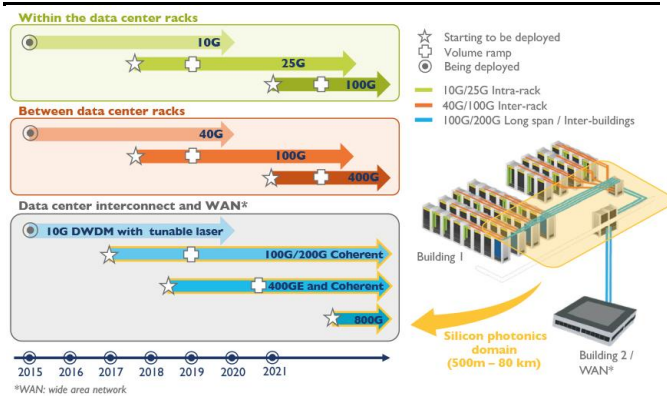 Within the data center racks
10G
25G
100G
Between data center racks
40G
100G
400G
Data center interconnect and WAN*
10G DWDM with tunable laser
100G/200G Coherent
400GE and Coherent
800G
2015 2016 2017 2018 2019 2020 2021
*WAN: wide area network
Starting to be deployed
Volume ramp
Being deployed
10G/25G Intra-rack
40G/100G Inter-rack
100G/200G Long span / Inter-buildings
Building 1
Silicon photonics
domain
(500m – 80 km)
Building 2 /
WAN*